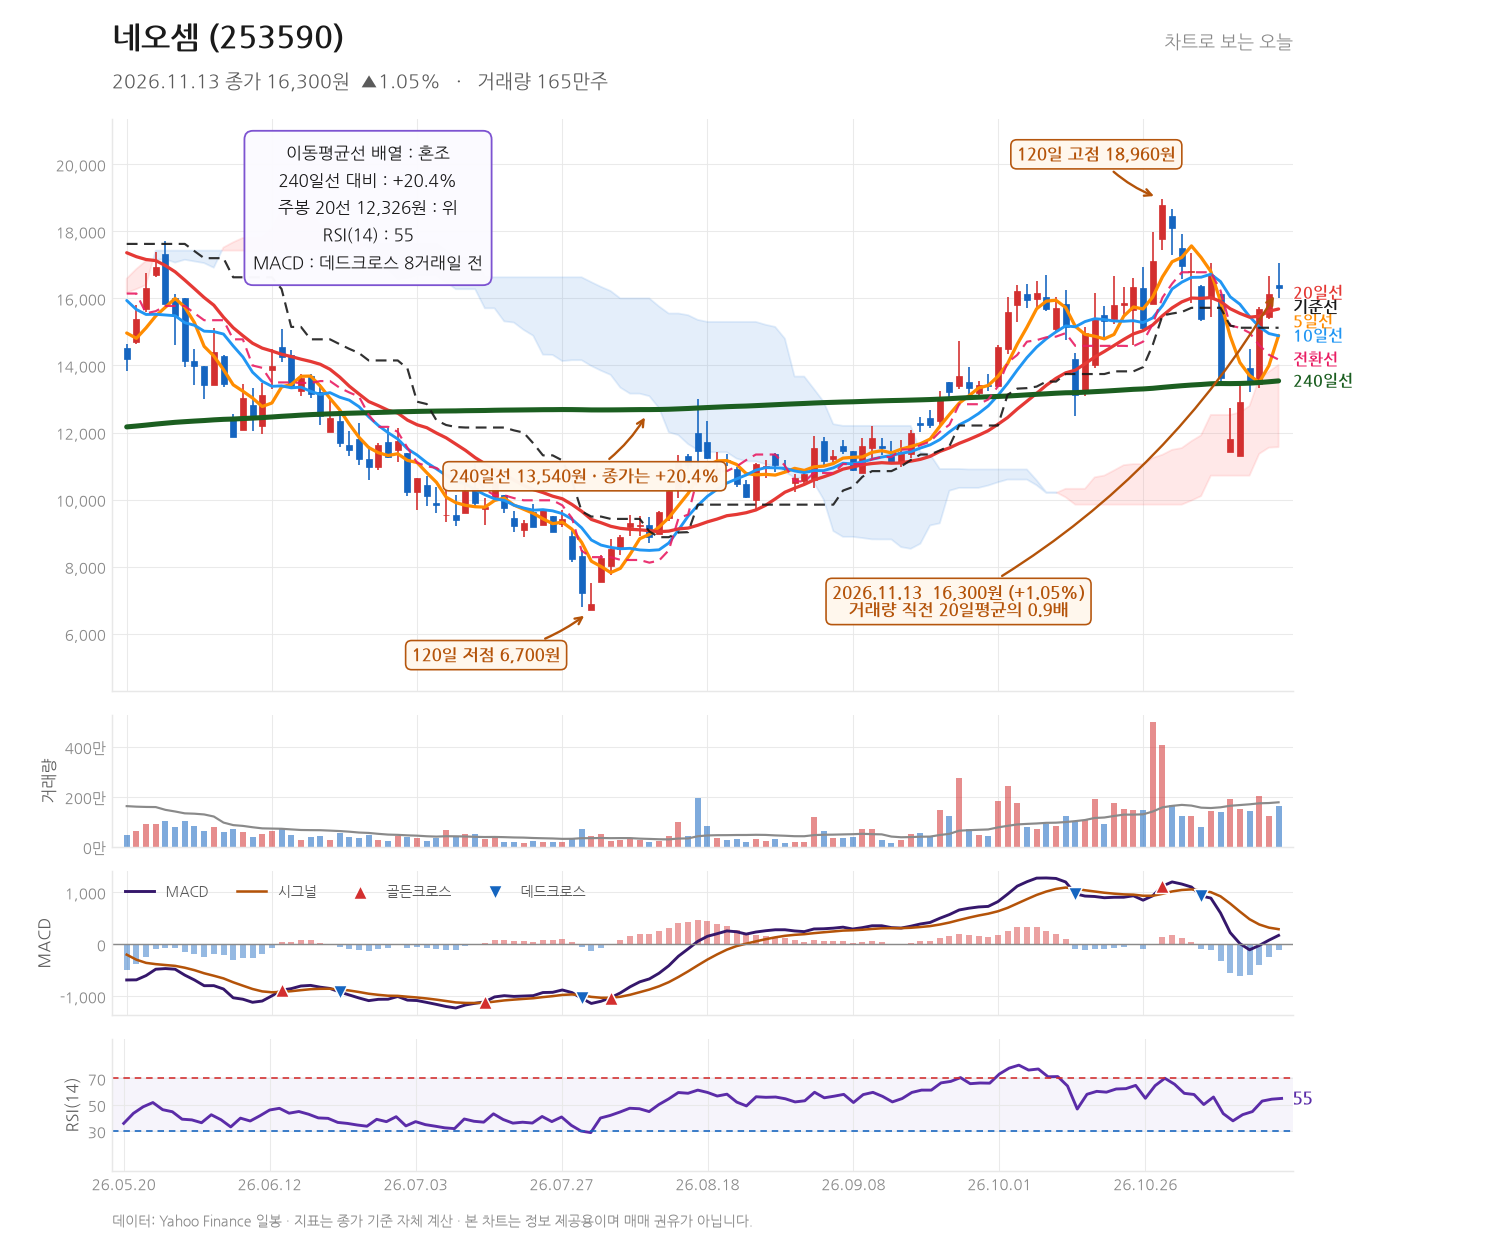 네오셈 (253590)
차트로 보는 오늘
2026.11.13 종가 16,300원 ▲1.05% · 거래량 165만주
이동평균선 배열 : 혼조
240일선 대비 : +20.4%
주봉 20선 12,326원 : 위
RSI(14) : 55
MACD : 데드크로스 8거래일 전
120일 고점 18,960원
20,000
18,000
16,000
14,000
12,000
10,000
8,000
6,000
20일선
기준선
5일선
10일선
전환선
240일선
240일선 13,540원 · 종가는 +20.4%
2026.11.13 16,300원 (+1.05%)
거래량 직전 20일평균의 0.9배
120일 저점 6,700원
거래량
400만
200만
0만
MACD
1,000
0
-1,000
MACD
시그널
골든크로스
데드크로스
RSI(14)
70
50
30
55
26.05.20
26.06.12
26.07.03
26.07.27
26.08.18
26.09.08
26.10.01
26.10.26
데이터: Yahoo Finance 일봉 · 지표는 종가 기준 자체 계산 · 본 차트는 정보 제공용이며 매매 권유가 아닙니다.